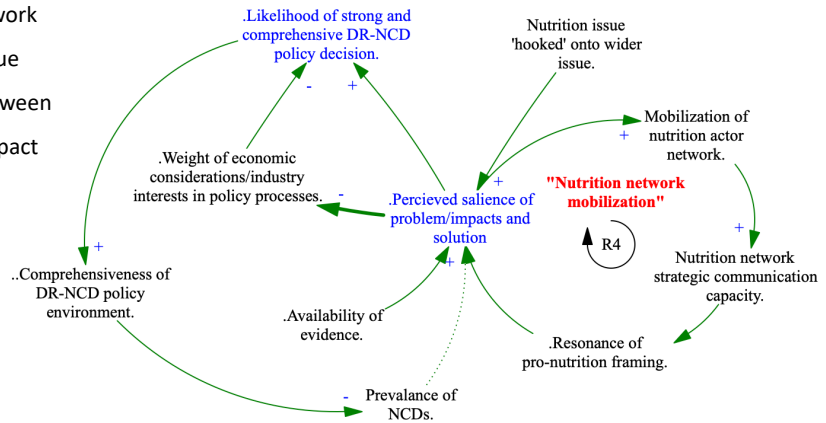 work
ue
ween
pact
.Likelihood of strong and
comprehensive DR-NCD
policy decision.
Nutrition issue
'hooked' onto wider
issue.
-
+
Mobilization of
nutrition actor
network.
+
.Weight of economic
considerations/industry
interests in policy processes.
-
.Percieved salience of
problem/impacts and
solution
+
+
"Nutrition network
mobilization"
R4
+
Nutrition network
strategic communication
capacity.
+
..Comprehensiveness of
DR-NCD policy
environment.
.Availability of
evidence.
.Resonance of
pro-nutrition framing.
-
Prevalance of
NCDs.